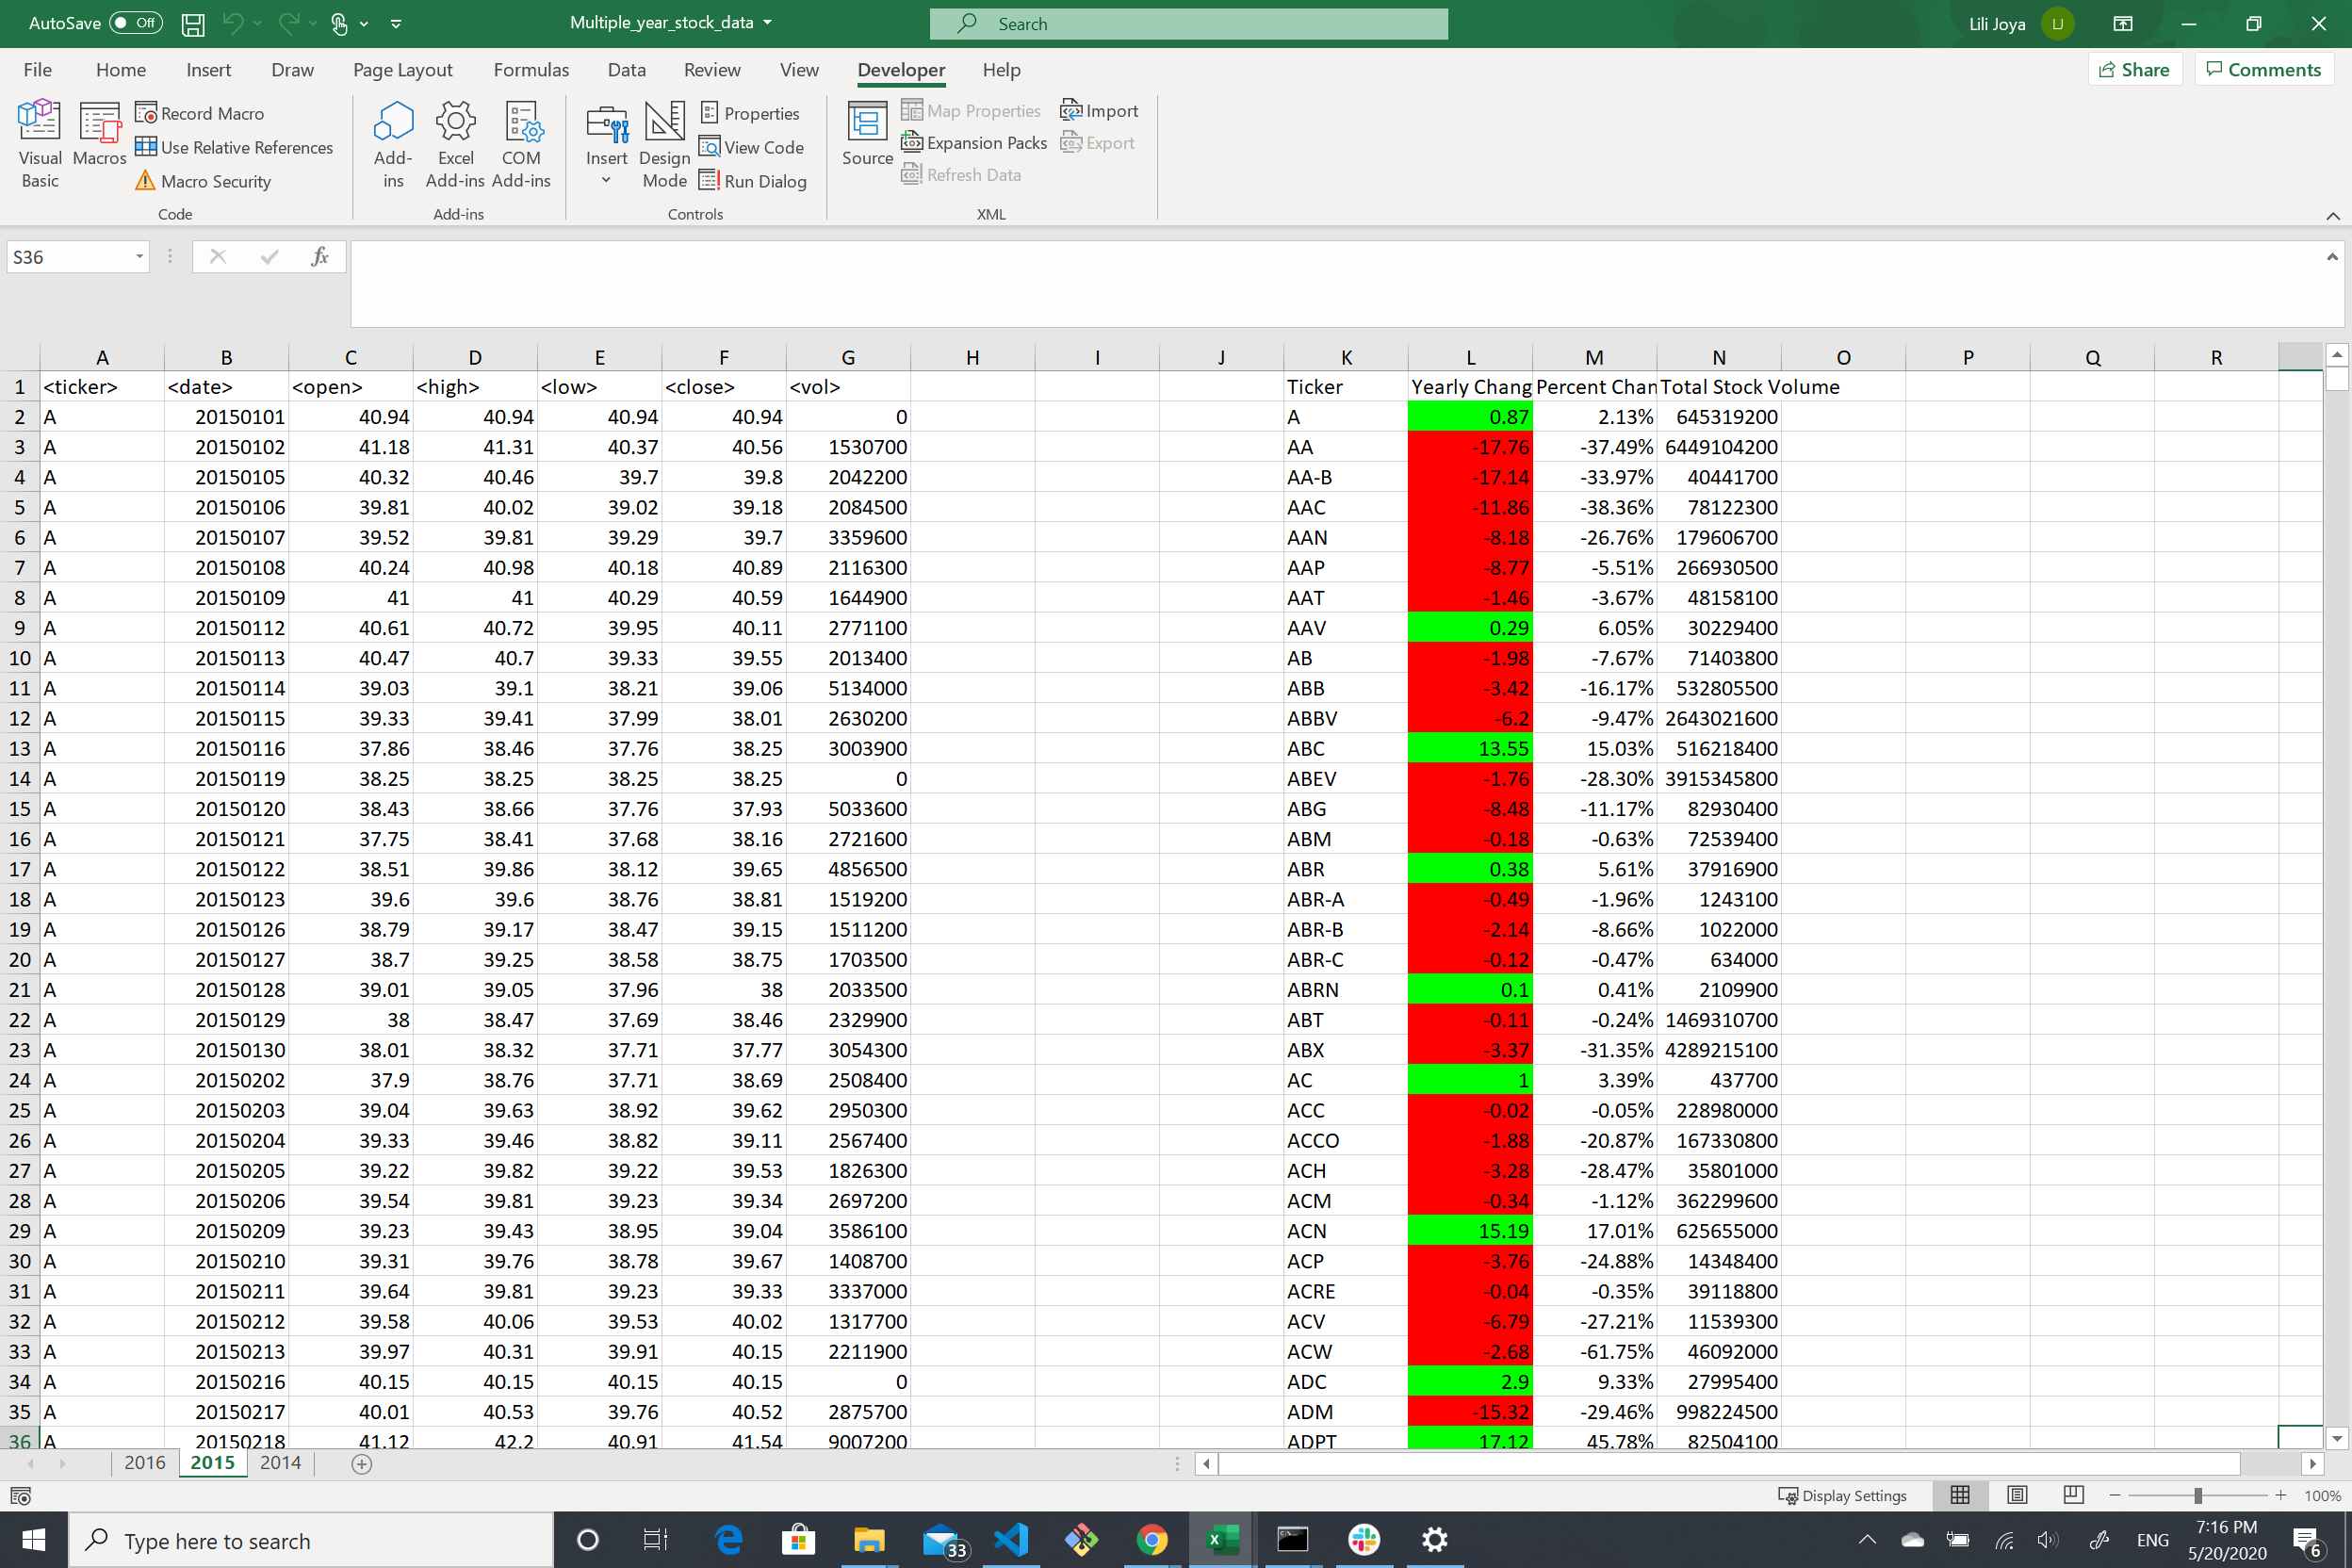 AutoSave Off Multiple_year_stock_data Search Lili Joya LJ
File Home Insert Draw Page Layout Formulas Data Review View Developer Help Share Comments
Visual Basic
Macros
Record Macro
Use Relative References
Macro Security
Code
Add-ins
Excel Add-ins
COM Add-ins
Add-ins
Insert
Design Mode
Properties
View Code
Run Dialog
Controls
Source
Map Properties
Expansion Packs
Refresh Data
Import
Export
XML
S36 fx
A B C D E F G H I J K L M N O P Q R
1 <ticker> <date> <open> <high> <low> <close> <vol> Ticker Yearly Chang Percent Chan Total Stock Volume
2 A 20150101 40.94 40.94 40.94 40.94 0 A 0.87 2.13% 645319200
3 A 20150102 41.18 41.31 40.37 40.56 1530700 AA -17.76 -37.49% 6449104200
4 A 20150105 40.32 40.46 39.7 39.8 2042200 AA-B -17.14 -33.97% 40441700
5 A 20150106 39.81 40.02 39.02 39.18 2084500 AAC -11.86 -38.36% 78122300
6 A 20150107 39.52 39.81 39.29 39.7 3359600 AAN -8.18 -26.76% 179606700
7 A 20150108 40.24 40.98 40.18 40.89 2116300 AAP -8.77 -5.51% 266930500
8 A 20150109 41 41 40.29 40.59 1644900 AAT -1.46 -3.67% 48158100
9 A 20150112 40.61 40.72 39.95 40.11 2771100 AAV 0.29 6.05% 30229400
10 A 20150113 40.47 40.7 39.33 39.55 2013400 AB -1.98 -7.67% 71403800
11 A 20150114 39.03 39.1 38.21 39.06 5134000 ABB -3.42 -16.17% 532805500
12 A 20150115 39.33 39.41 37.99 38.01 2630200 ABBV -6.2 -9.47% 2643021600
13 A 20150116 37.86 38.46 37.76 38.25 3003900 ABC 13.55 15.03% 516218400
14 A 20150119 38.25 38.25 38.25 38.25 0 ABEV -1.76 -28.30% 3915345800
15 A 20150120 38.43 38.66 37.76 37.93 5033600 ABG -8.48 -11.17% 82930400
16 A 20150121 37.75 38.41 37.68 38.16 2721600 ABM -0.18 -0.63% 72539400
17 A 20150122 38.51 39.86 38.12 39.65 4856500 ABR 0.38 5.61% 37916900
18 A 20150123 39.6 39.6 38.76 38.81 1519200 ABR-A -0.49 -1.96% 1243100
19 A 20150126 38.79 39.17 38.47 39.15 1511200 ABR-B -2.14 -8.66% 1022000
20 A 20150127 38.7 39.25 38.58 38.75 1703500 ABR-C -0.12 -0.47% 634000
21 A 20150128 39.01 39.05 37.96 38 2033500 ABRN 0.1 0.41% 2109900
22 A 20150129 38 38.47 37.69 38.46 2329900 ABT -0.11 -0.24% 1469310700
23 A 20150130 38.01 38.32 37.71 37.77 3054300 ABX -3.37 -31.35% 4289215100
24 A 20150202 37.9 38.76 37.71 38.69 2508400 AC 1 3.39% 437700
25 A 20150203 39.04 39.63 38.92 39.62 2950300 ACC -0.02 -0.05% 228980000
26 A 20150204 39.33 39.46 38.82 39.11 2567400 ACCO -1.88 -20.87% 167330800
27 A 20150205 39.22 39.82 39.22 39.53 1826300 ACH -3.28 -28.47% 35801000
28 A 20150206 39.54 39.81 39.23 39.34 2697200 ACM -0.34 -1.12% 362299600
29 A 20150209 39.23 39.43 38.95 39.04 3586100 ACN 15.19 17.01% 625655000
30 A 20150210 39.31 39.76 38.78 39.67 1408700 ACP -3.76 -24.88% 14348400
31 A 20150211 39.64 39.81 39.23 39.33 3337000 ACRE -0.04 -0.35% 39118800
32 A 20150212 39.58 40.06 39.53 40.02 1317700 ACV -6.79 -27.21% 11539300
33 A 20150213 39.97 40.31 39.91 40.15 2211900 ACW -2.68 -61.75% 46092000
34 A 20150216 40.15 40.15 40.15 40.15 0 ADC 2.9 9.33% 27995400
35 A 20150217 40.01 40.53 39.76 40.52 2875700 ADM -15.32 -29.46% 998224500
36 A 20150218 41.12 42.2 40.91 41.54 9007200 ADPT 17.12 45.78% 82504100
2016 2015 2014
Display Settings 100%
Type here to search 33 ENG 7:16 PM 5/20/2020 6